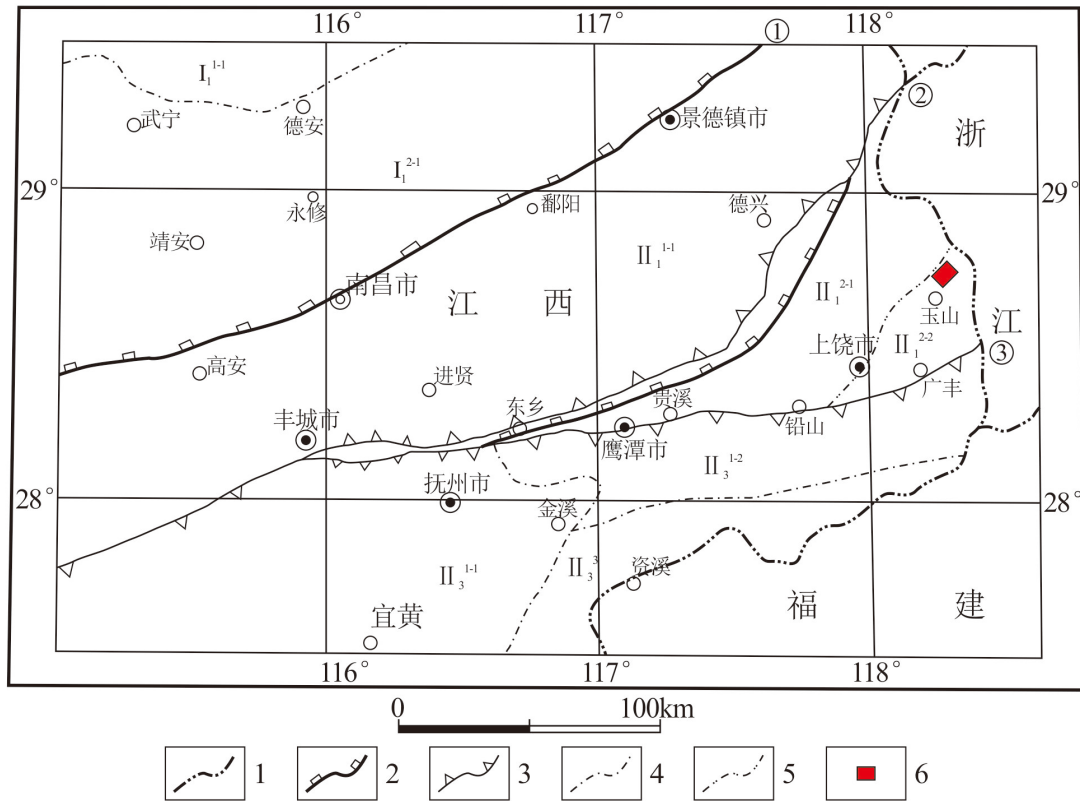 116° 117° 118°
①
I₁¹⁻¹
②
武宁
德安
景德镇市
浙
I₁²⁻¹
29° 29°
永修
鄱阳
德兴
靖安
II₁¹⁻¹
南昌市
江 西
II₁²⁻¹
玉山
江
上饶市
II₁²⁻²
③
高安
进贤
广丰
丰城市
东乡
贵溪
铅山
鹰潭市
II₃¹⁻²
抚州市
28° 28°
金溪
II₃¹⁻¹
II₃³
资溪
宜黄
福 建
116° 117° 118°
0 100km
1 2 3 4 5 6